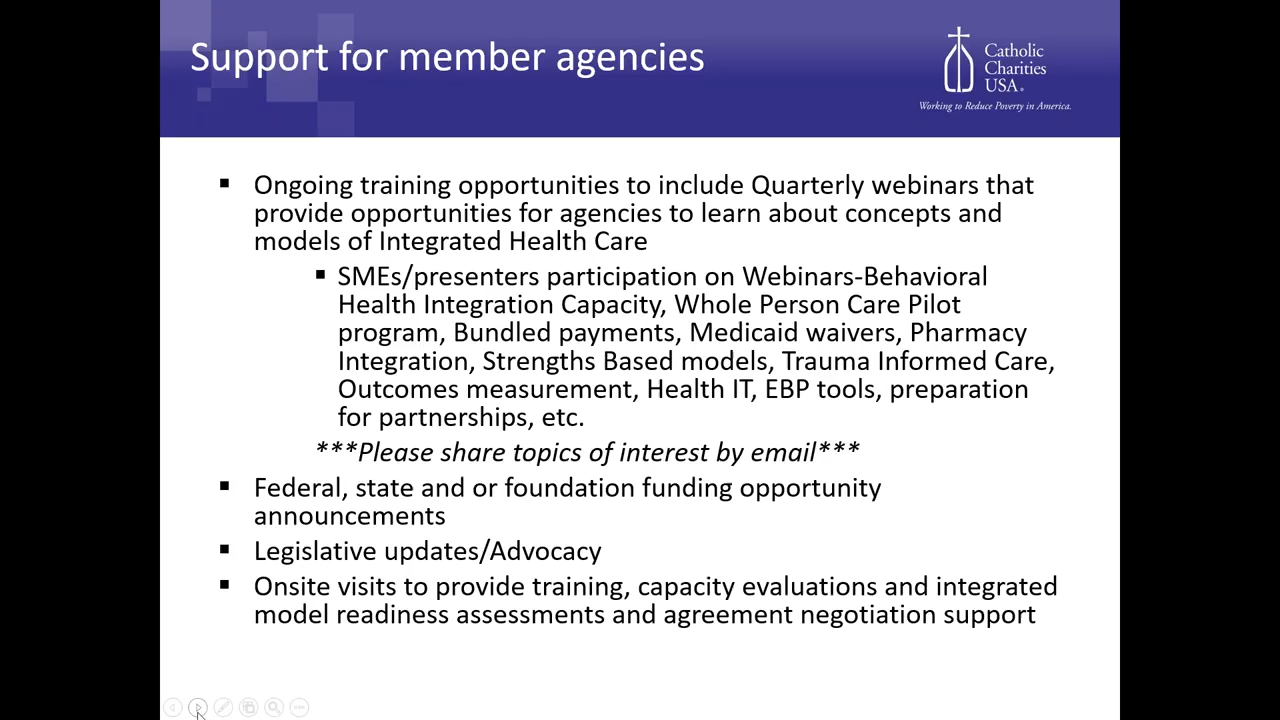 Support for member agencies
Catholic
Charities
USA®
Working to Reduce Poverty in America.
▪ Ongoing training opportunities to include Quarterly webinars that
provide opportunities for agencies to learn about concepts and
models of Integrated Health Care
▪ SMEs/presenters participation on Webinars-Behavioral
Health Integration Capacity, Whole Person Care Pilot
program, Bundled payments, Medicaid waivers, Pharmacy
Integration, Strengths Based models, Trauma Informed Care,
Outcomes measurement, Health IT, EBP tools, preparation
for partnerships, etc.
***Please share topics of interest by email***
▪ Federal, state and or foundation funding opportunity
announcements
▪ Legislative updates/Advocacy
▪ Onsite visits to provide training, capacity evaluations and integrated
model readiness assessments and agreement negotiation support